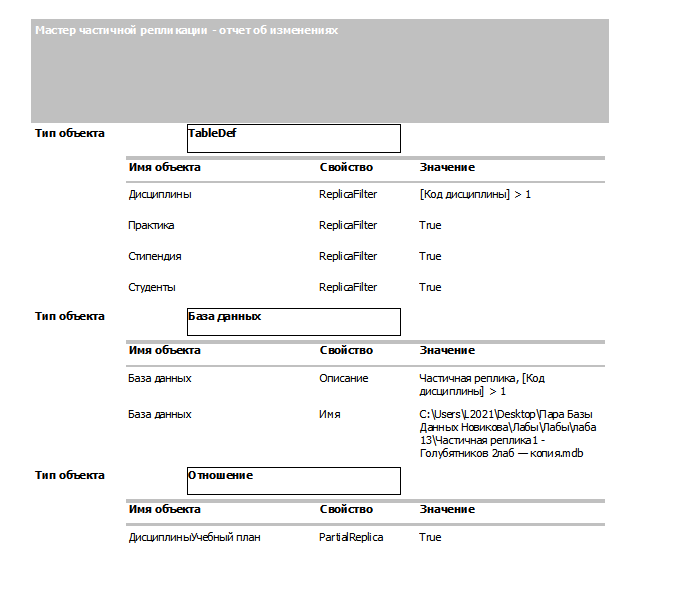 Мастер частичной репликации - отчет об изменениях
Тип объекта TableDef
Имя объекта Свойство Значение
Дисциплины ReplicaFilter [Код дисциплины] > 1
Практика ReplicaFilter True
Стипендия ReplicaFilter True
Студенты ReplicaFilter True
Тип объекта База данных
Имя объекта Свойство Значение
База данных Описание Частичная реплика, [Код
дисциплины] > 1
База данных Имя C:\Users\L2021\Desktop\Пара Базы
Данных Новикова\Лабы\Лабы\лаба
13\Частичная реплика1 -
Голубятников 2лаб — копия.mdb
Тип объекта Отношение
Имя объекта Свойство Значение
ДисциплиныУчебный план PartialReplica True